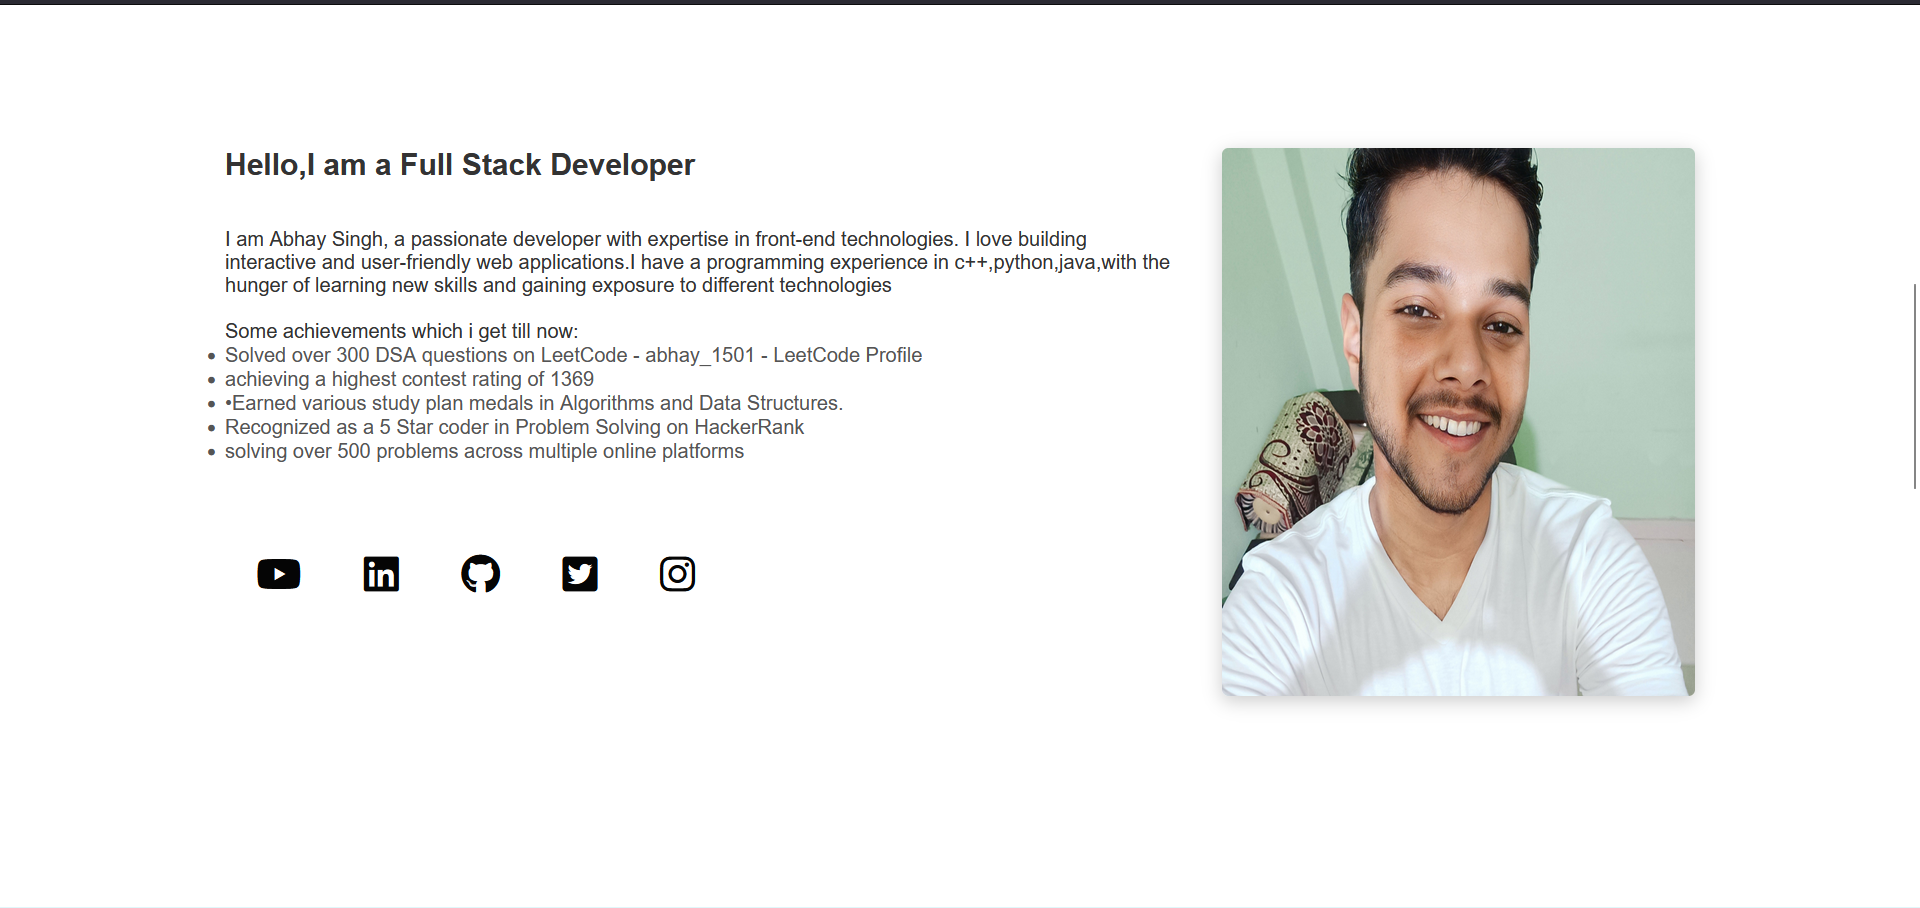 Hello,I am a Full Stack Developer
I am Abhay Singh, a passionate developer with expertise in front-end technologies. I love building
interactive and user-friendly web applications.I have a programming experience in c++,python,java,with the
hunger of learning new skills and gaining exposure to different technologies
Some achievements which i get till now:
• Solved over 300 DSA questions on LeetCode - abhay_1501 - LeetCode Profile
• achieving a highest contest rating of 1369
• •Earned various study plan medals in Algorithms and Data Structures.
• Recognized as a 5 Star coder in Problem Solving on HackerRank
• solving over 500 problems across multiple online platforms
in